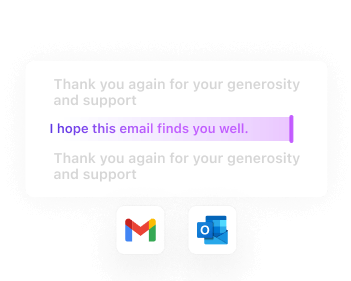 Thank you again for your generosity
and support
I hope this email finds you well.
Thank you again for your generosity
and support
O